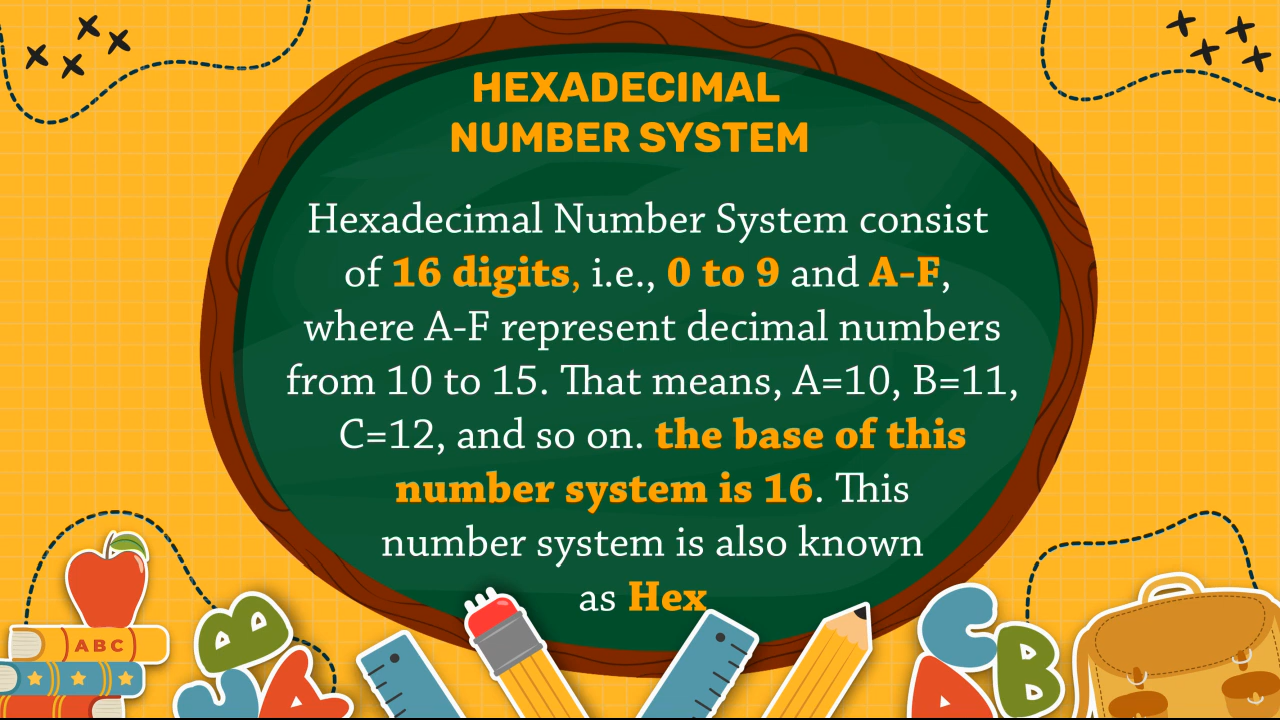 HEXADECIMAL
NUMBER SYSTEM
Hexadecimal Number System consist
of 16 digits, i.e., 0 to 9 and A-F,
where A-F represent decimal numbers
from 10 to 15. That means, A=10, B=11,
C=12, and so on. the base of this
number system is 16. This
number system is also known
as Hex
ABC
B
C
A
C
B
A